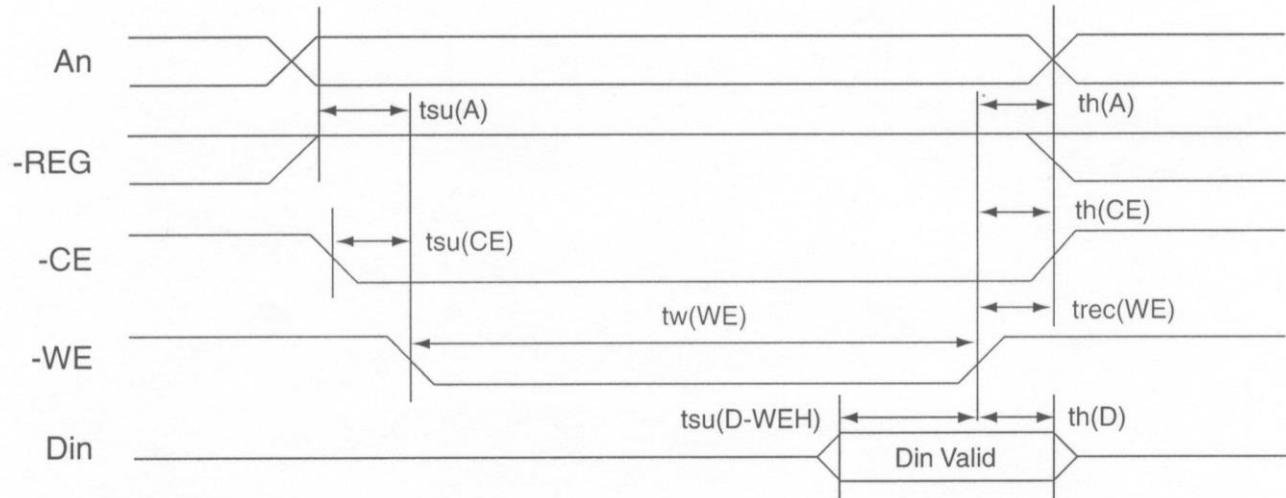 An
tsu(A)
th(A)
-REG
th(CE)
tsu(CE)
-CE
tw(WE)
trec(WE)
-WE
tsu(D-WEH)
th(D)
Din
Din Valid